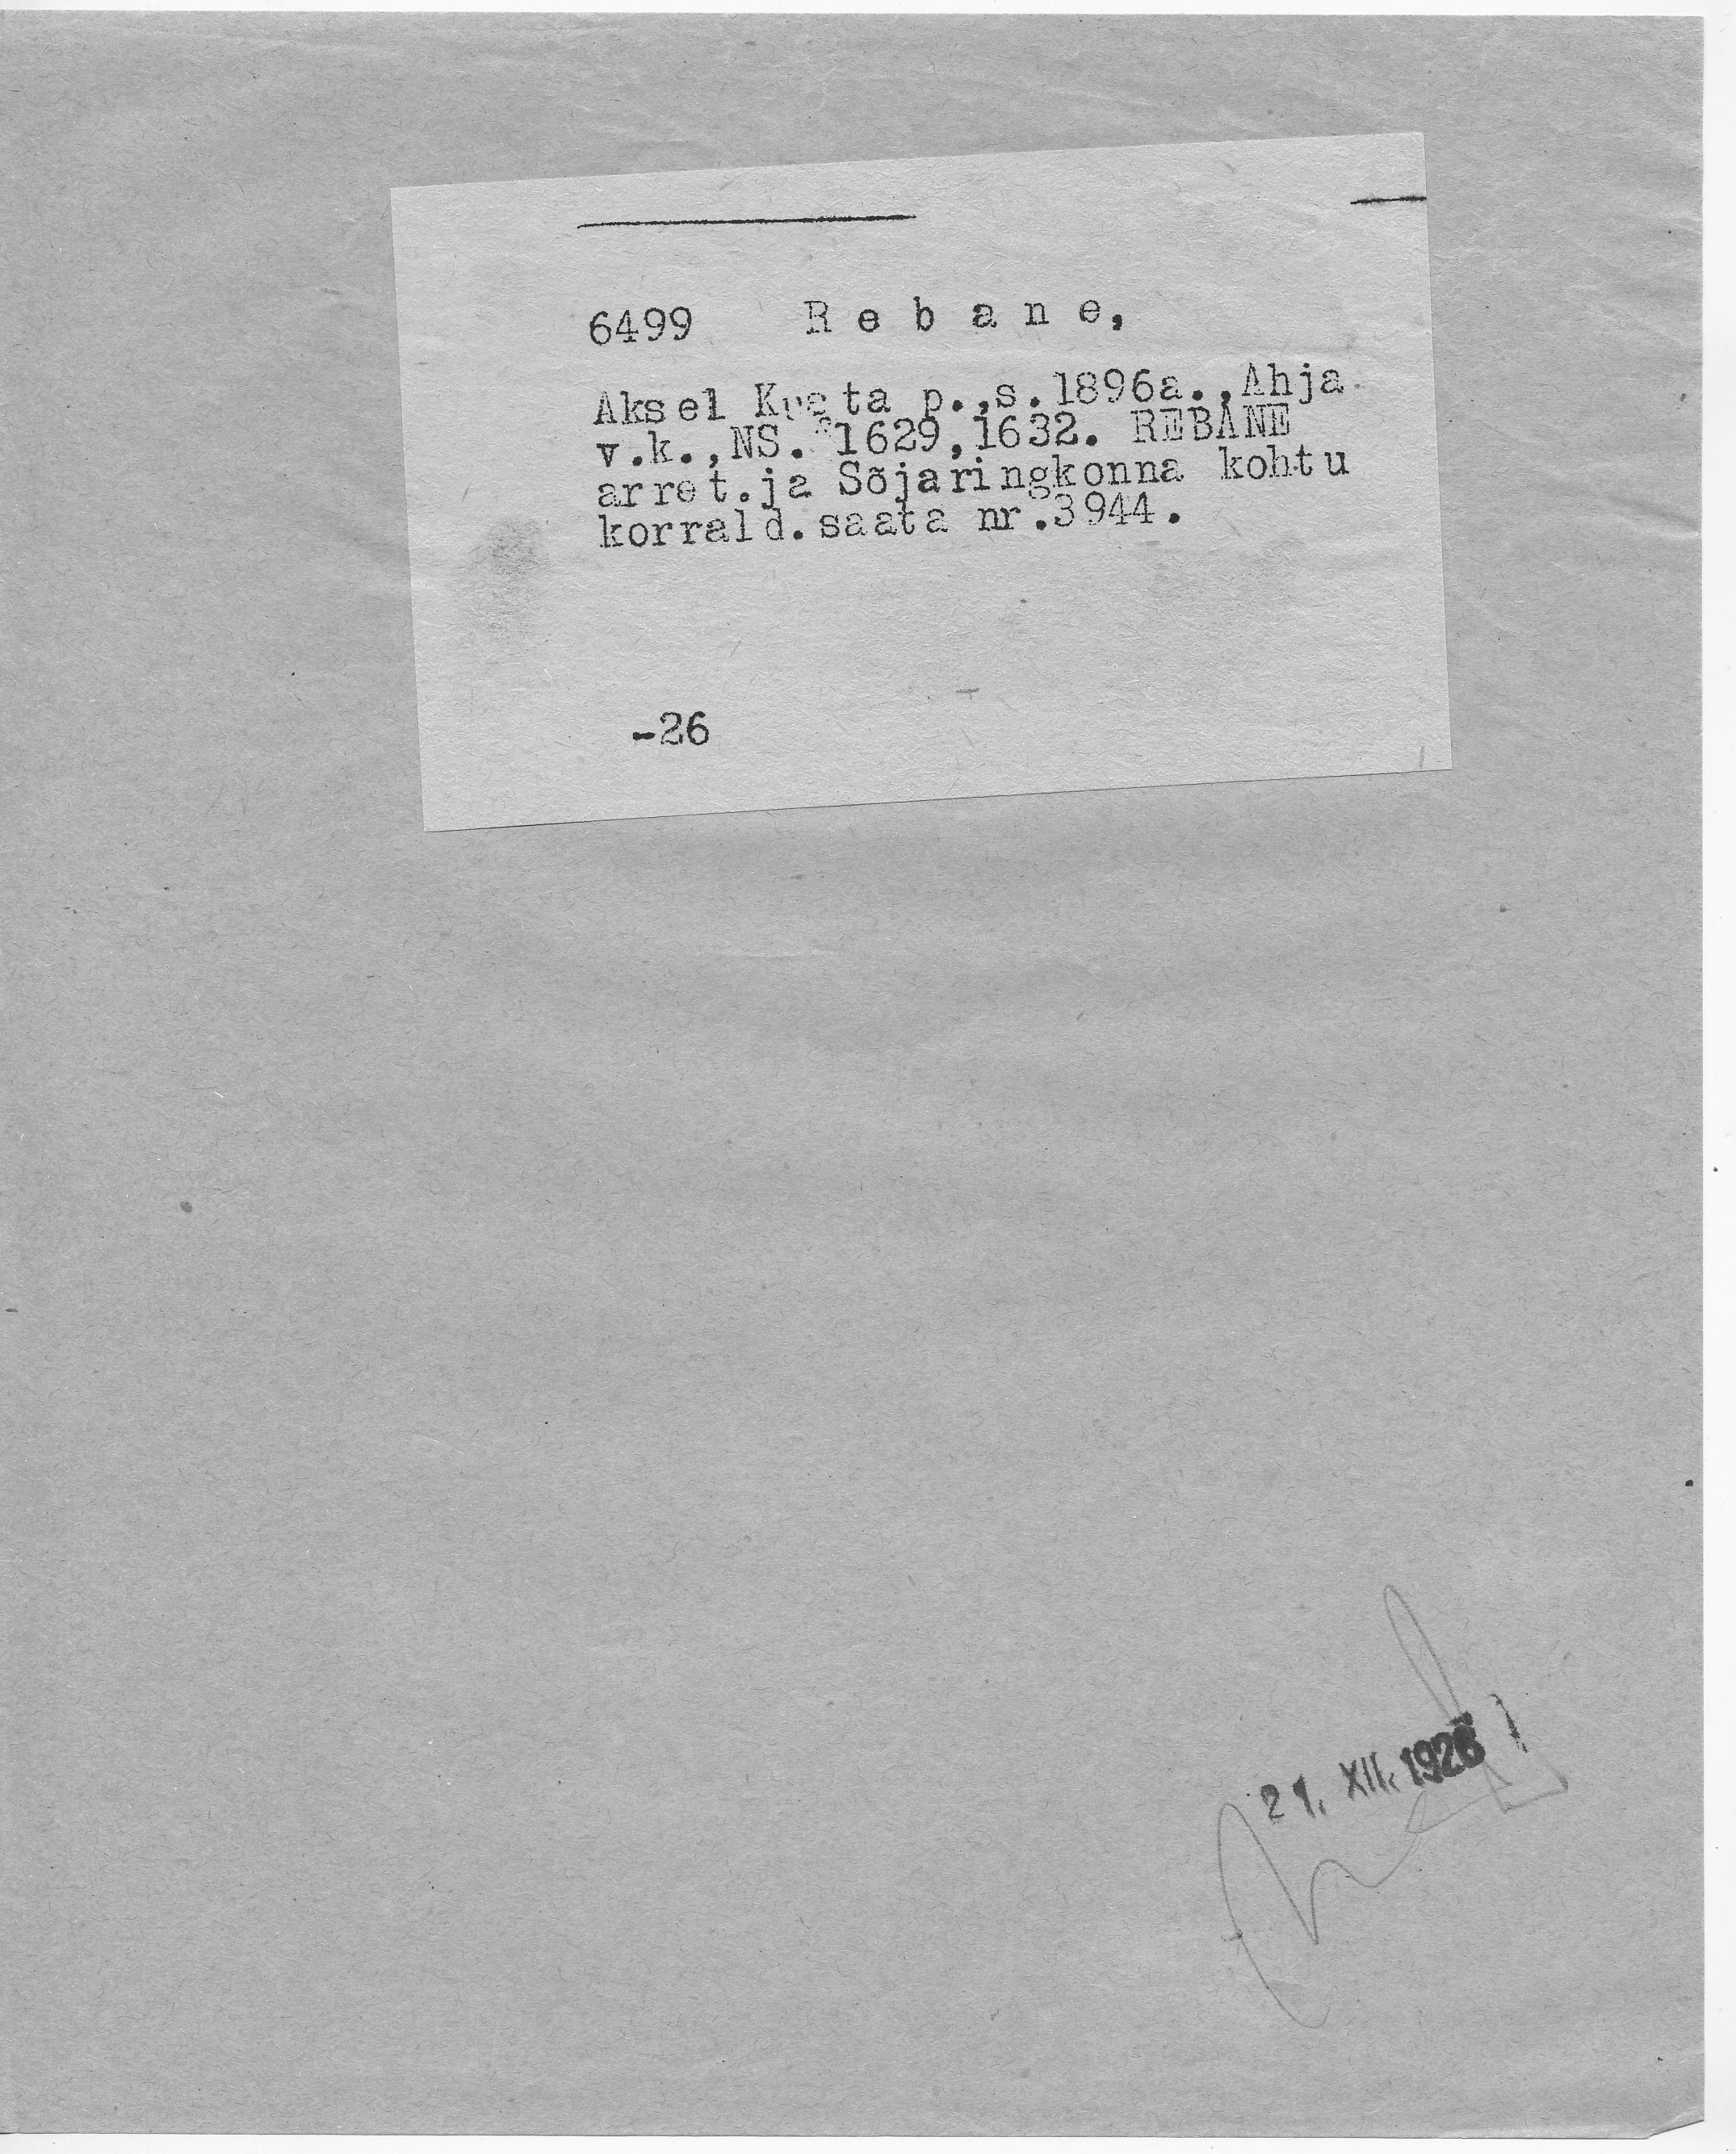 6499 Rebane,
Aksel Kusta p.,s.1896a.,Ahja
v.k.,NS. 1629,1632. REBANE
arret.ja Sõjaringkonna kohtu
korrald.saata nr.3944.
-26
21. XII. 1926